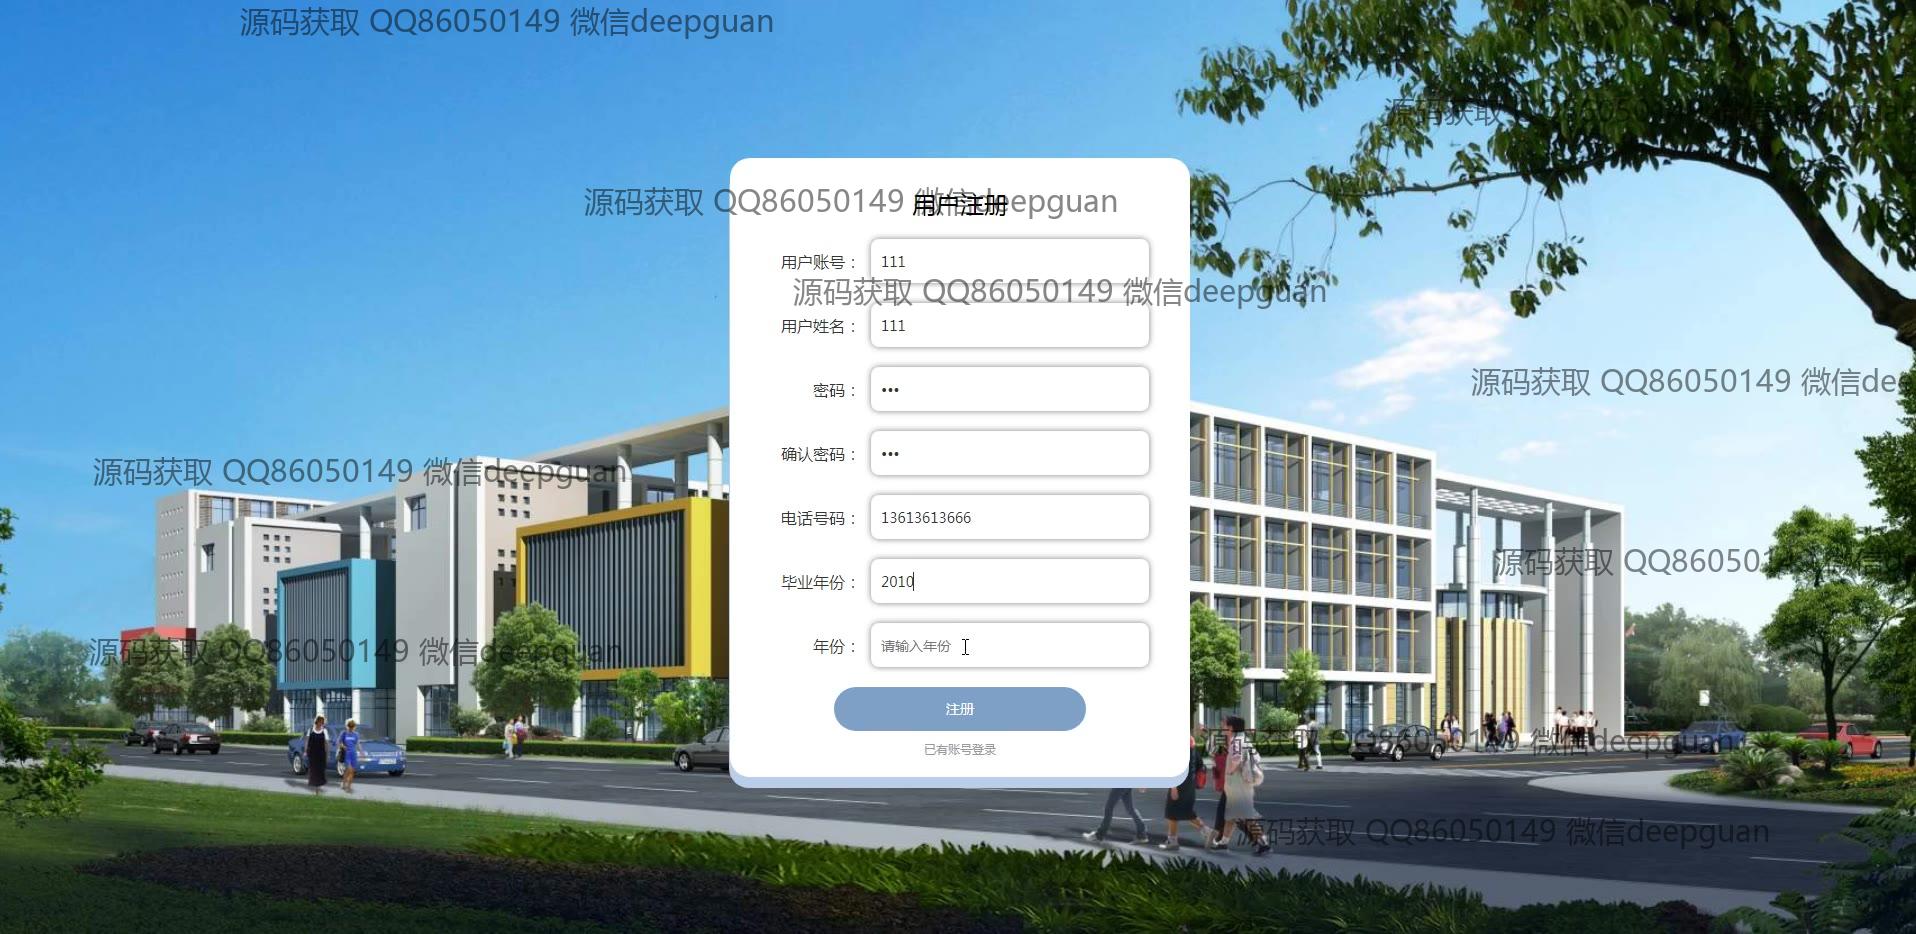 源码获取 QQ86050149 微信deepguan
源码获取
源码获取 QQ86050149 微信deepguan
用户注册
用户账号： 111
源码获取 QQ86050149 微信deepguan
用户姓名： 111
源码获取 QQ86050149 微信dee
密码： •••
确认密码： •••
源码获取 QQ86050149 微信deepguan
电话号码： 13613613666
源码获取 QQ86050149 微信d
毕业年份： 2010
年份： 请输入年份
源码获取 QQ86050149 微信deepguan
注册
源码获取 QQ86050149 微信deepguan
已有账号登录
源码获取 QQ86050149 微信deepguan